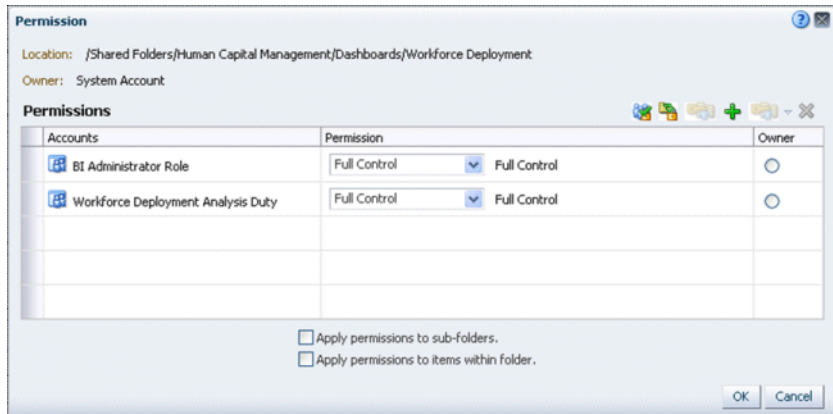 Permission
Location: /Shared Folders/Human Capital Management/Dashboards/Workforce Deployment
Owner: System Account
Permissions
Accounts Permission Owner
BI Administrator Role Full Control Full Control
Workforce Deployment Analysis Duty Full Control Full Control
Apply permissions to sub-folders.
Apply permissions to items within folder.
OK Cancel